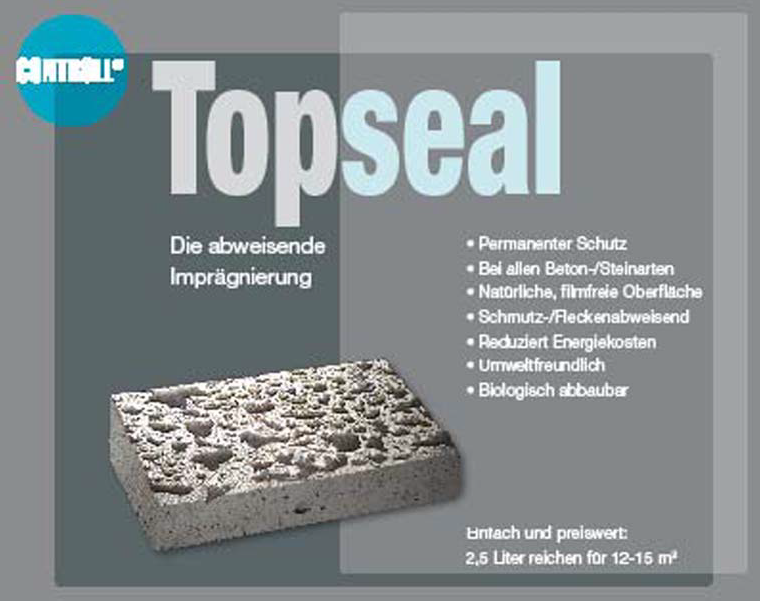 CONTROLL®
Topseal
Die abweisende
Imprägnierung
• Permanenter Schutz
• Bei allen Beton-/Steinarten
• Natürliche, filmfreie Oberfläche
• Schmutz-/Fleckenabweisend
• Reduziert Energiekosten
• Umweltfreundlich
• Biologisch abbaubar
Einfach und preiswert:
2,5 Liter reichen für 12-15 m²